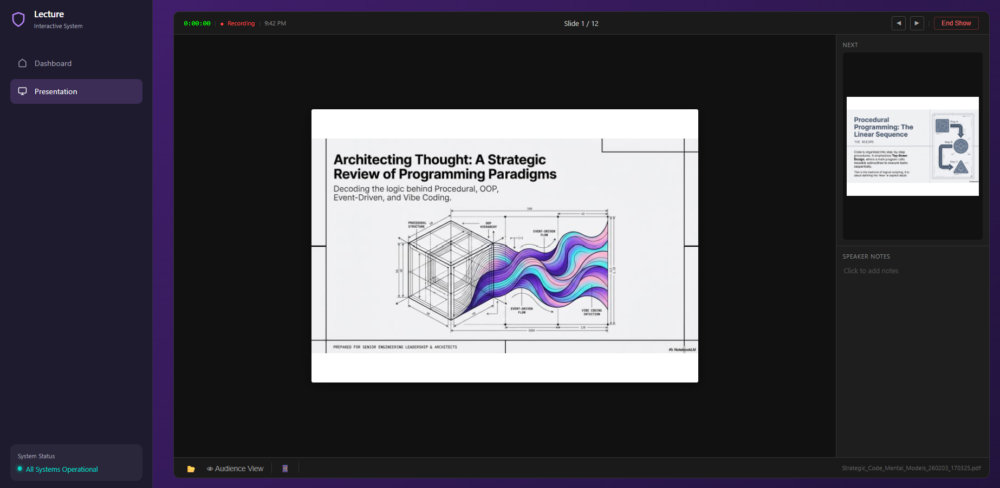 Lecture
Interactive System
Dashboard
Presentation
System Status
All Systems Operational
0:00:00
Recording
9:42 PM
Slide 1 / 12
End Show
Architecting Thought: A Strategic
Review of Programming Paradigms
Decoding the logic behind Procedural, OOP,
Event-Driven, and Vibe Coding.
PROCEDURAL
STRUCTURE
OOP
HIERARCHY
EVENT-DRIVEN
FLOW
EVENT-DRIVEN
FLOW
VIBE CODING
INTUITION
42
120
PREPARED FOR SENIOR ENGINEERING LEADERSHIP & ARCHITECTS
NotebookLM
NEXT
Procedural
Programming: The
Linear Sequence
THE RECIPE
Code is organized into step-by-step
procedures. It emphasizes Top-Down
Design, where a main program calls
reusable subroutines to execute tasks
sequentially.
This is the bedrock of logical scripting. It is
about defining the 'How' in explicit detail.
Step A
Step B
Step C
SPEAKER NOTES
Click to add notes
Audience View
Strategic_Code_Mental_Models_260203_170325.pdf